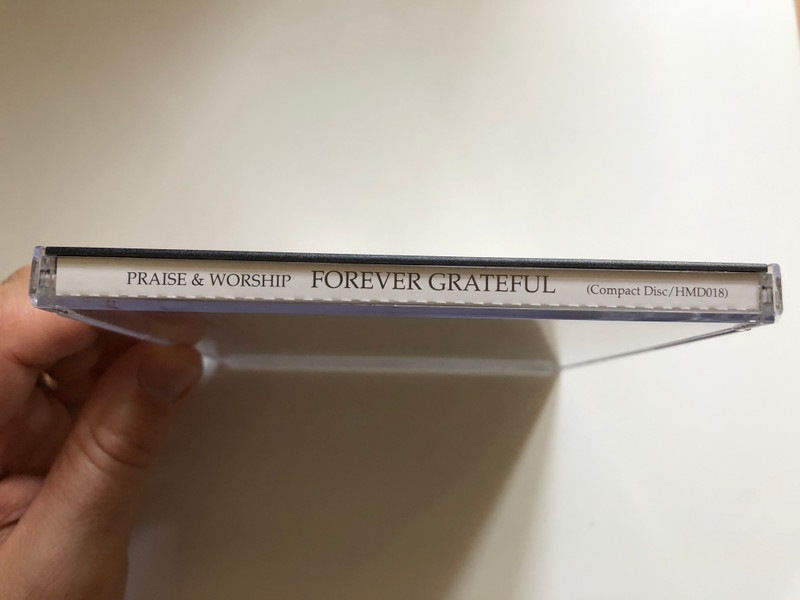 PRAISE & WORSHIP FOREVER GRATEFUL (Compact Disc/HMD018)